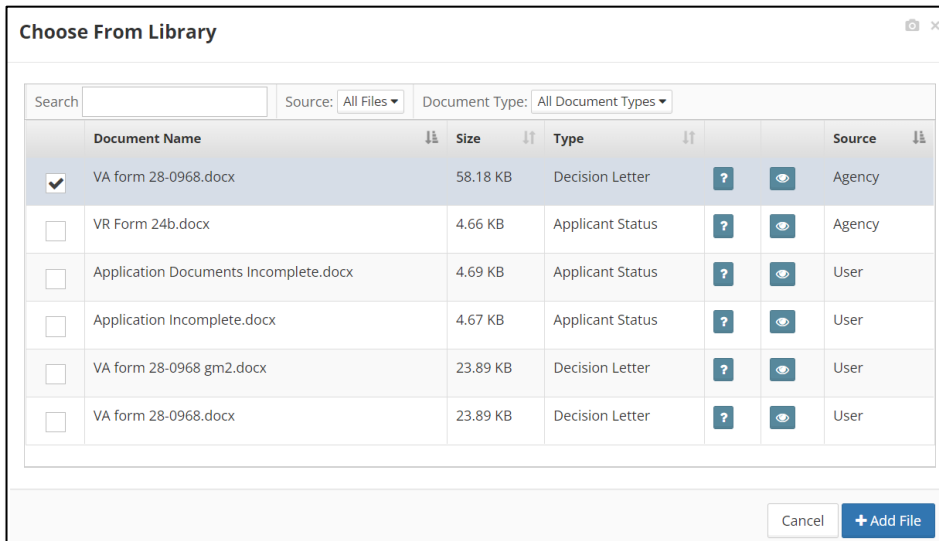 Choose From Library
Search Source: All Files Document Type: All Document Types
Document Name Size Type Source
VA form 28-0968.docx 58.18 KB Decision Letter ? Agency
VR Form 24b.docx 4.66 KB Applicant Status ? Agency
Application Documents Incomplete.docx 4.69 KB Applicant Status ? User
Application Incomplete.docx 4.67 KB Applicant Status ? User
VA form 28-0968 gm2.docx 23.89 KB Decision Letter ? User
VA form 28-0968.docx 23.89 KB Decision Letter ? User
Cancel + Add File